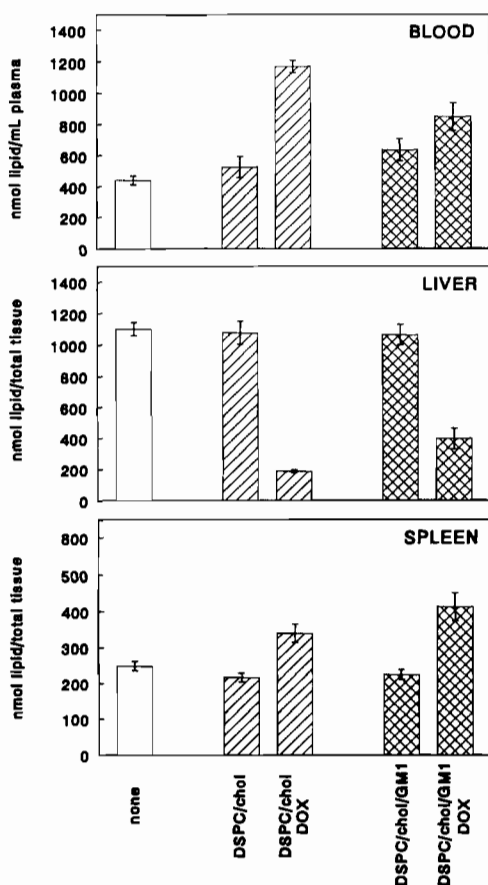 BLOOD
nmol lipid/mL plasma
1400
1200
1000
800
600
400
200
0
LIVER
nmol lipid/total tissue
1400
1200
1000
800
600
400
200
0
SPLEEN
nmol lipid/total tissue
800
500
400
300
200
100
0
none
DSPC/chol
DSPC/chol
DOX
DSPC/chol/GM1
DSPC/chol/GM1
DOX